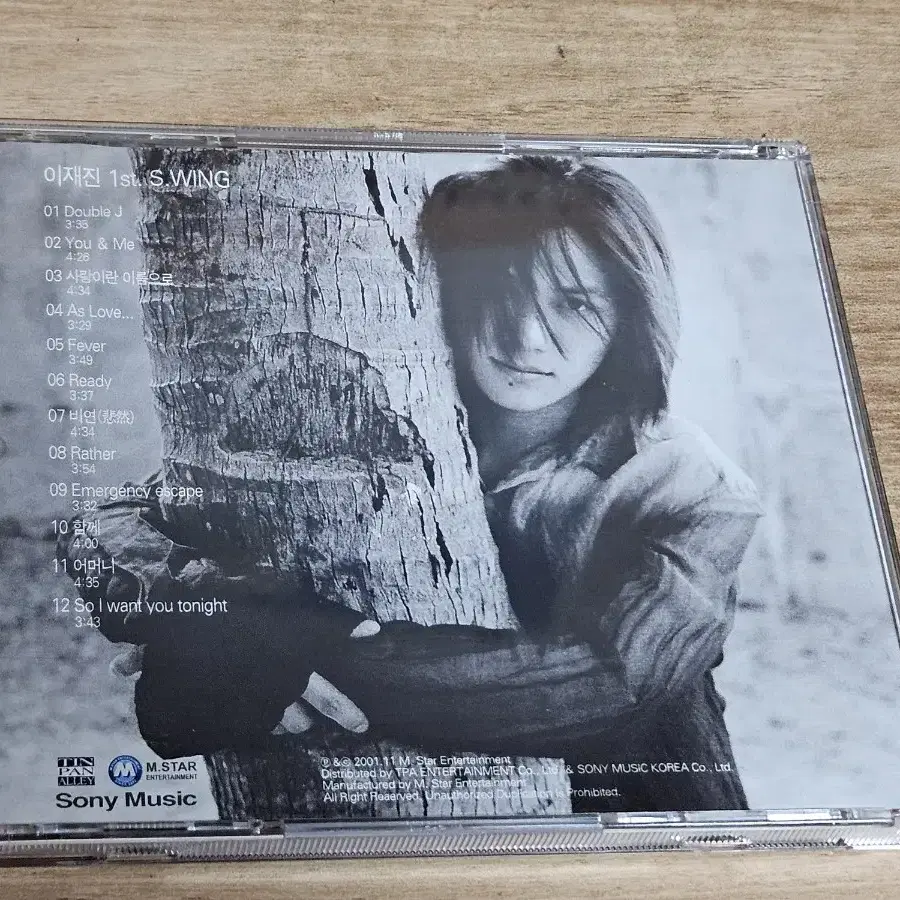 이재진 1st. S.WING
01 Double J
3:33
02 You & Me
4:26
03 사랑이란 이름으로
4:34
04 As Love...
3:29
05 Fever
3:49
06 Ready
3:37
07 비연(悲然)
4:34
08 Rather
3:54
09 Emergency escape
3:32
10 함께
4:00
11 어머니
4:35
12 So I want you tonight
3:43
TIN PAN ALLEY
M.STAR
ENTERTAINMENT
Sony Music
℗ & © 2001.11 M. Star Entertainment
Distributed by TPA ENTERTAINMENT Co., Ltd. & SONY MUSIC KOREA Co., Ltd.
Manufactured by M. Star Entertainment
All Right Reserved. Unauthorized Duplication is Prohibited.